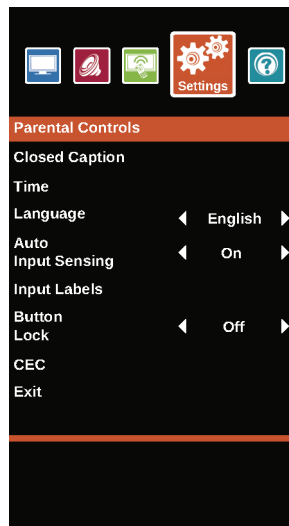 Settings
Parental Controls
Closed Caption
Time
Language English
Auto
Input Sensing On
Input Labels
Button
Lock Off
CEC
Exit